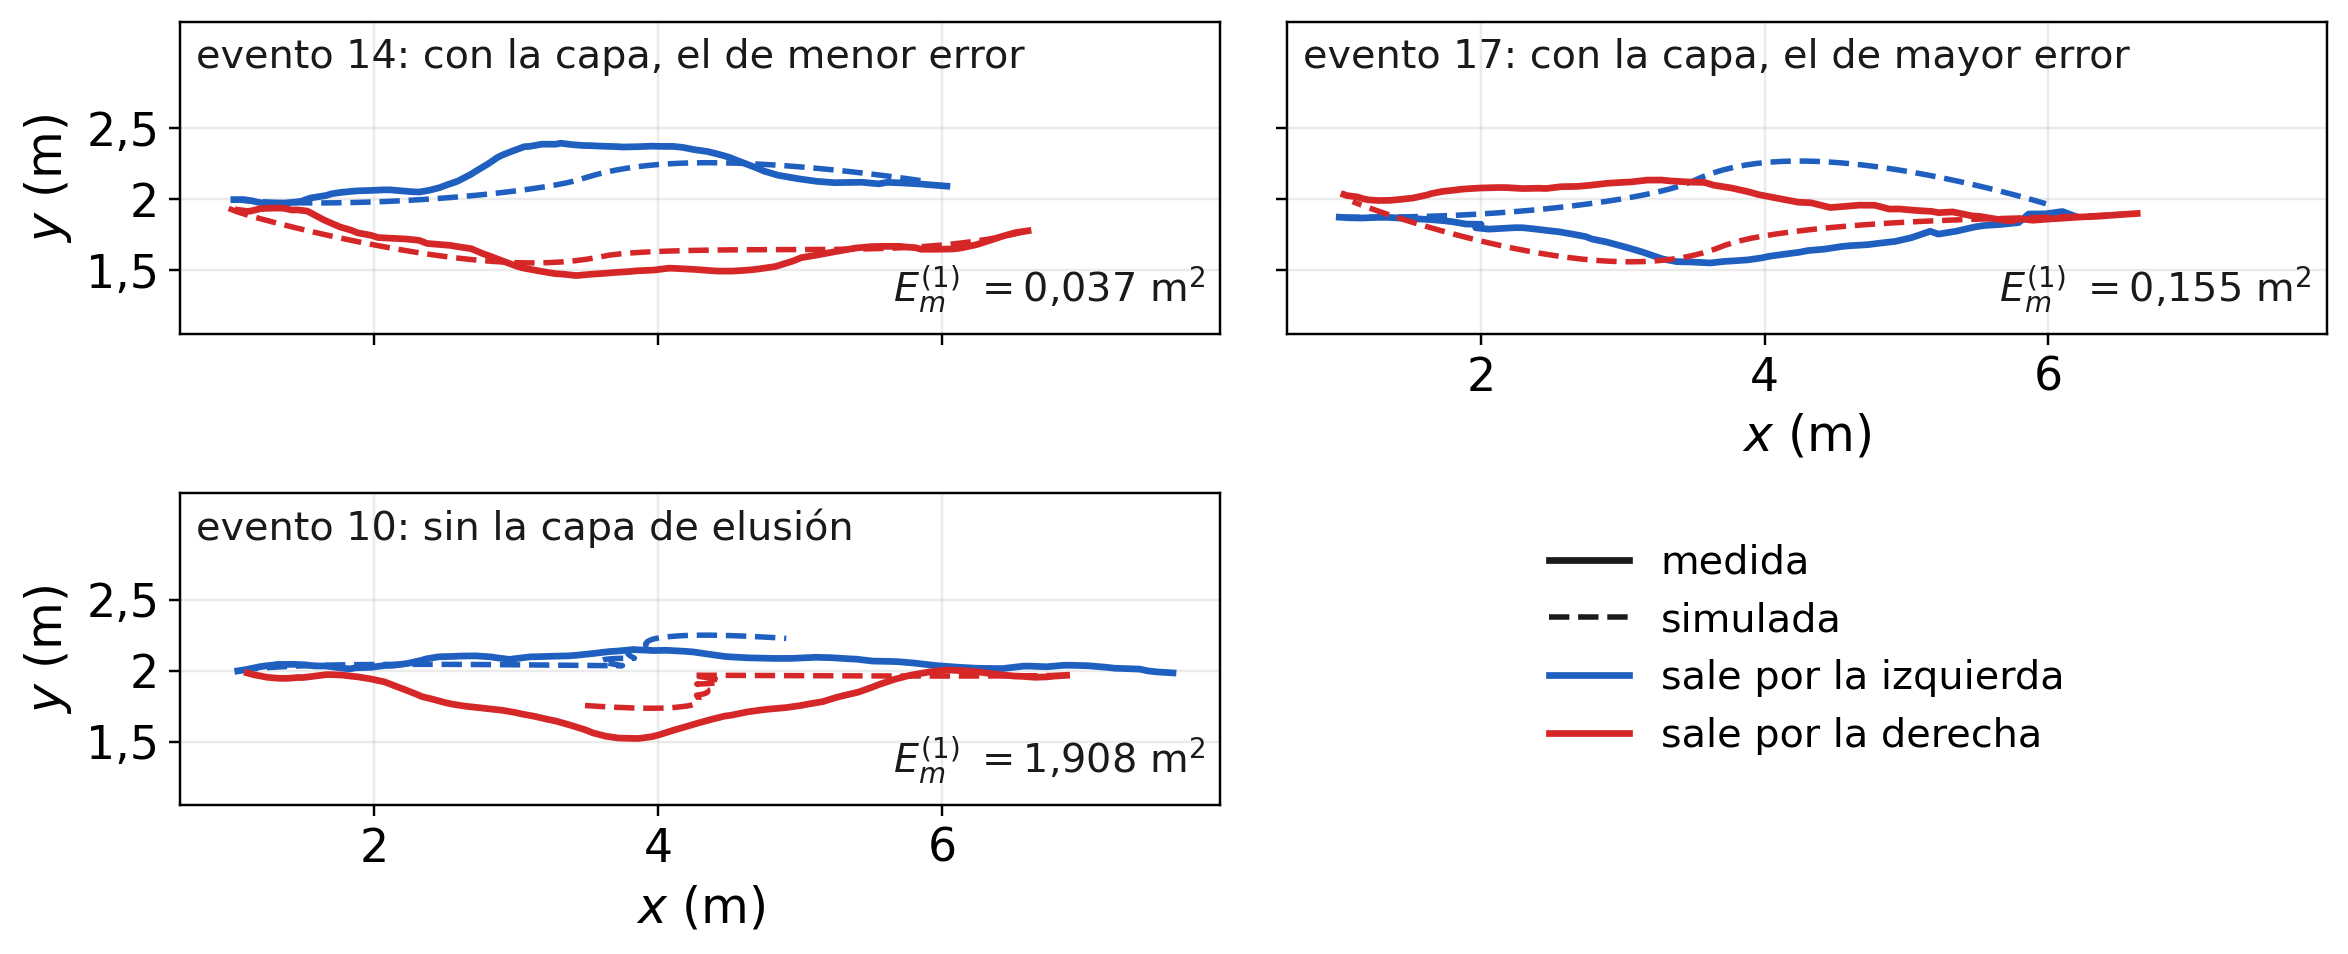 evento 14: con la capa, el de menor error
y (m)
2,5
2
1,5
E_m^(1) = 0,037 m²
evento 17: con la capa, el de mayor error
E_m^(1) = 0,155 m²
2 4 6
x (m)
evento 10: sin la capa de elusión
y (m)
2,5
2
1,5
E_m^(1) = 1,908 m²
2 4 6
x (m)
medida
simulada
sale por la izquierda
sale por la derecha